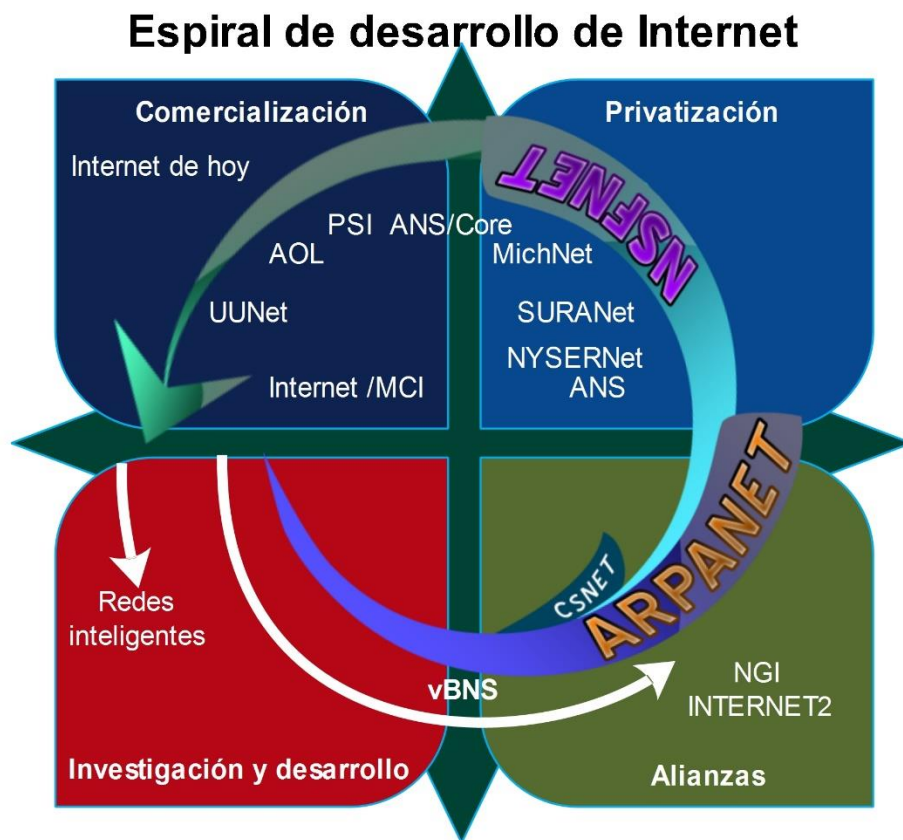 Espiral de desarrollo de Internet
Comercialización
Privatización
Internet de hoy
NSFNET
PSI ANS/Core
AOL
MichNet
UUNet
SURANet
NYSERNet
Internet /MCI
ANS
ARPANET
CSNET
Redes
inteligentes
vBNS
NGI
INTERNET2
Investigación y desarrollo
Alianzas